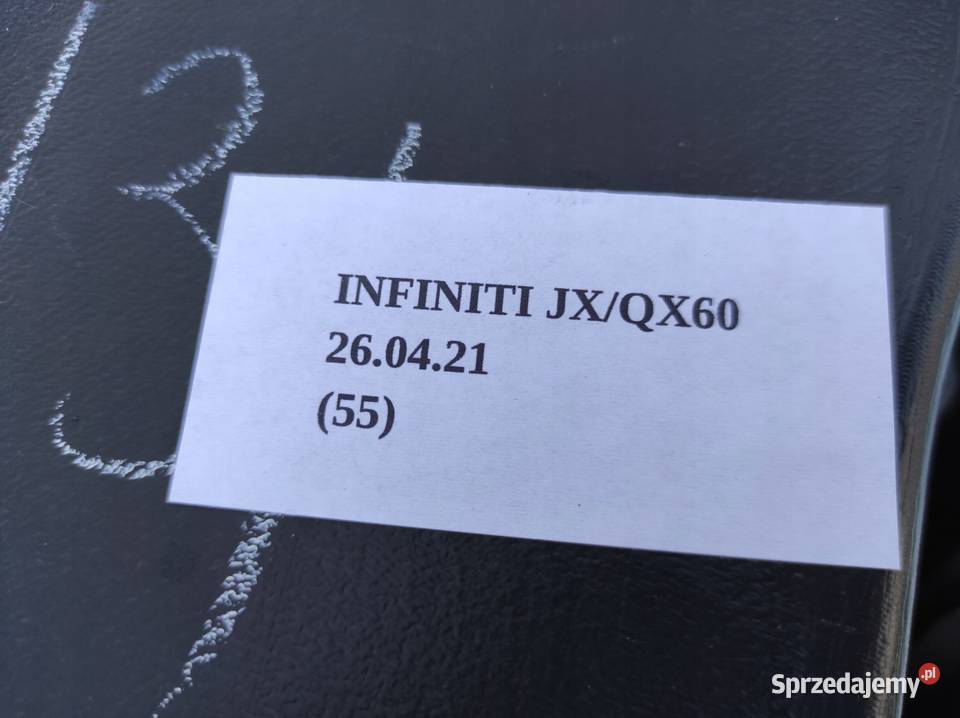 INFINITI JX/QX60
26.04.21
(55)
Sprzedajemy.pl